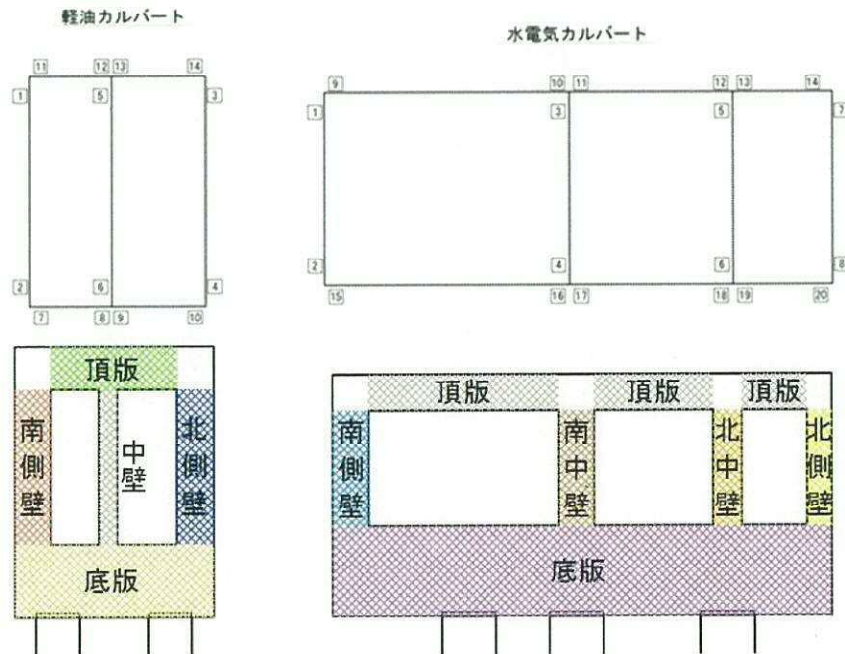 軽油カルバート
11 12 13 14
1 5 3
2 6 4
7 8 9 10
水電気カルバート
9 10 11 12 13 14
1 3 5 7
2 4 6 8
15 16 17 18 19 20
頂版
南側壁
中壁
北側壁
底版
頂版 頂版 頂版
南側壁
南中壁
北中壁
北側壁
底版